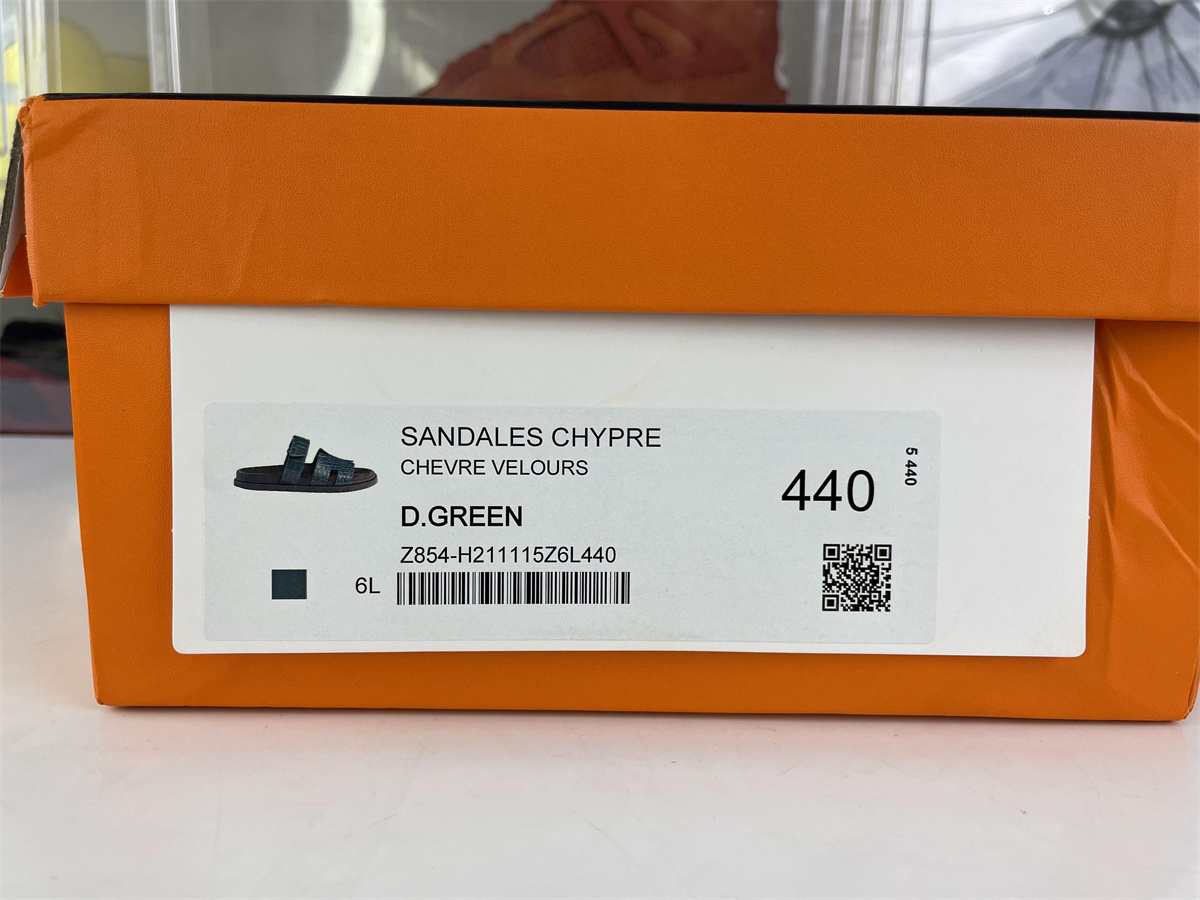 SANDALES CHYPRE
CHEVRE VELOURS
D.GREEN
Z854-H211115Z6L440
6L
440
5 440